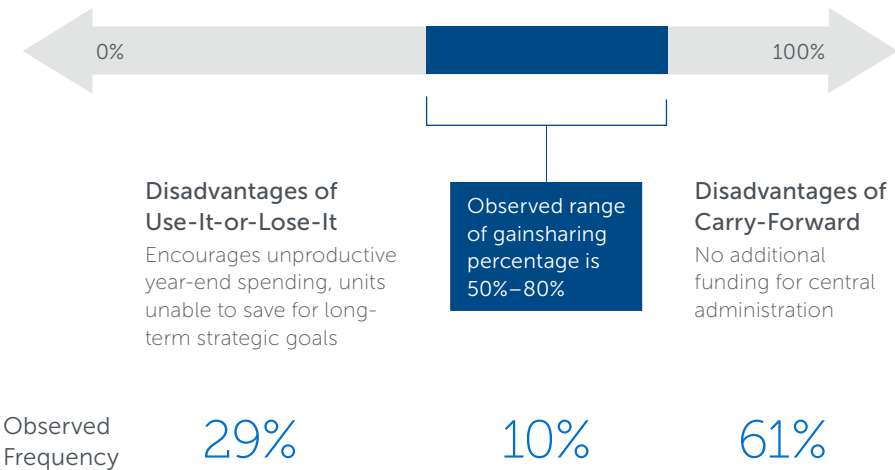 0%
100%
Disadvantages of
Use-It-or-Lose-It
Encourages unproductive
year-end spending, units
unable to save for long-
term strategic goals
Observed range
of gainsharing
percentage is
50%–80%
Disadvantages of
Carry-Forward
No additional
funding for central
administration
Observed
Frequency
29%
10%
61%